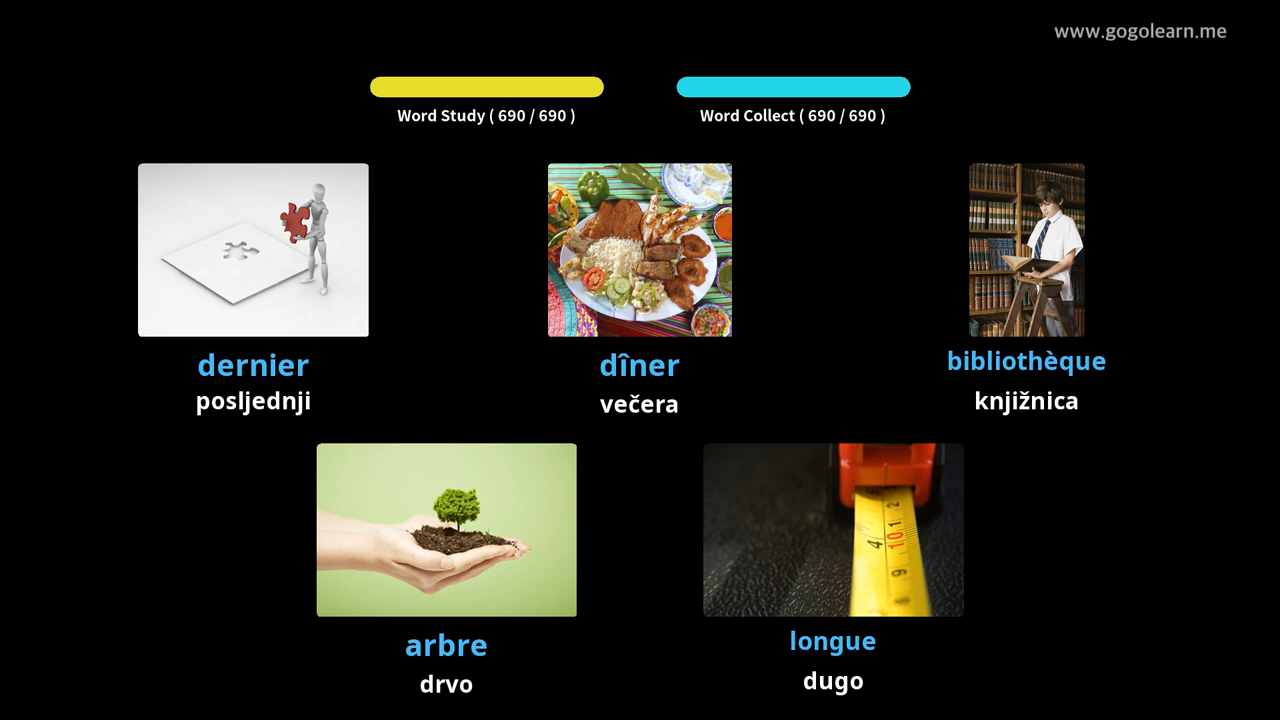 www.gogolearn.me
Word Study ( 690 / 690 )
Word Collect ( 690 / 690 )
dernier
posljednji
dîner
večera
bibliothèque
knjižnica
arbre
drvo
longue
dugo